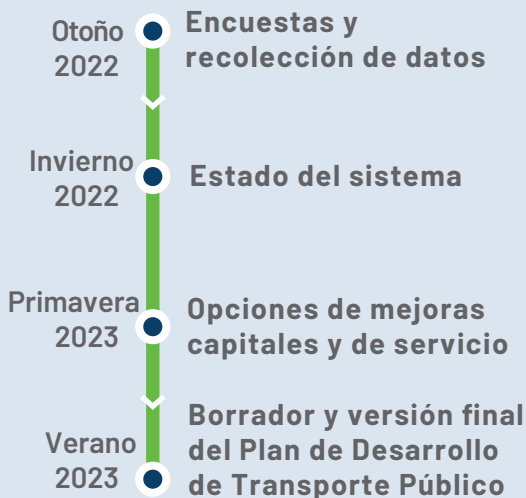 Otoño
2022
Encuestas y
recolección de datos
Invierno
2022
Estado del sistema
Primavera
2023
Opciones de mejoras
capitales y de servicio
Verano
2023
Borrador y versión final
del Plan de Desarrollo
de Transporte Público